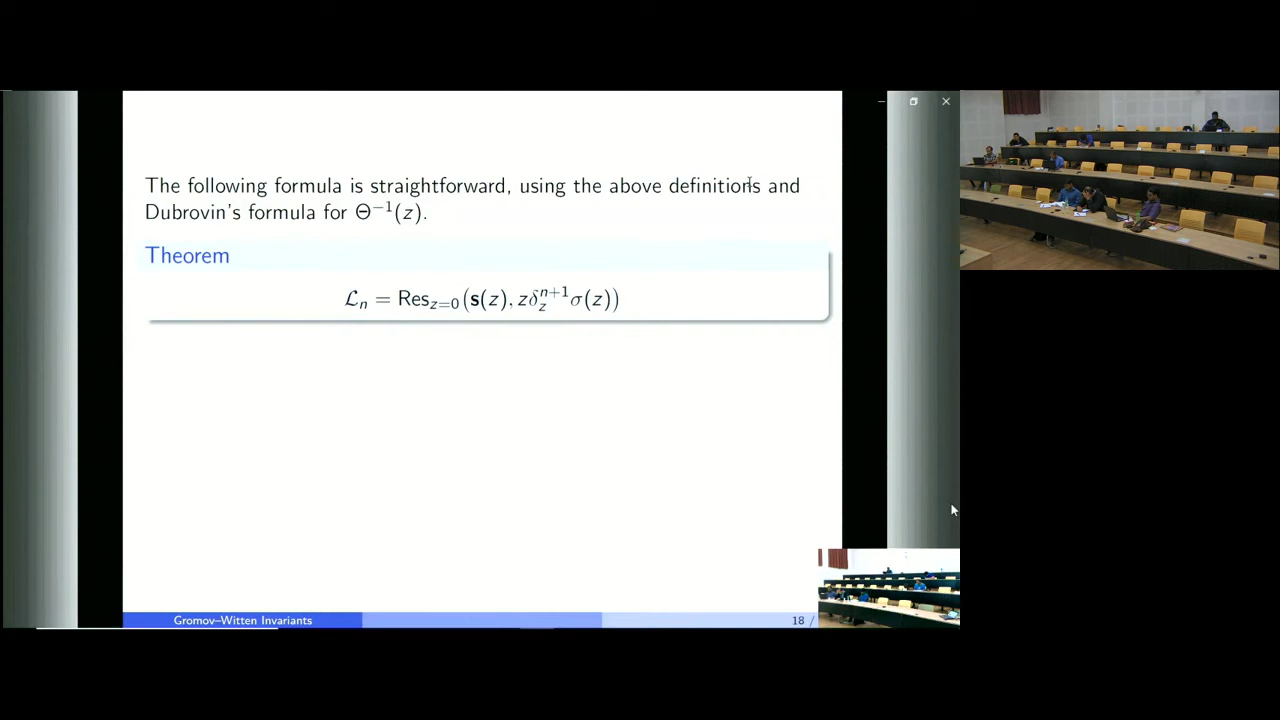 The following formula is straightforward, using the above definitions and
Dubrovin's formula for Θ⁻¹(z).
Theorem
ℒₙ = Res_{z=0}(𝐬(z), zδ_z^{n+1}σ(z))
Gromov–Witten Invariants
18 /